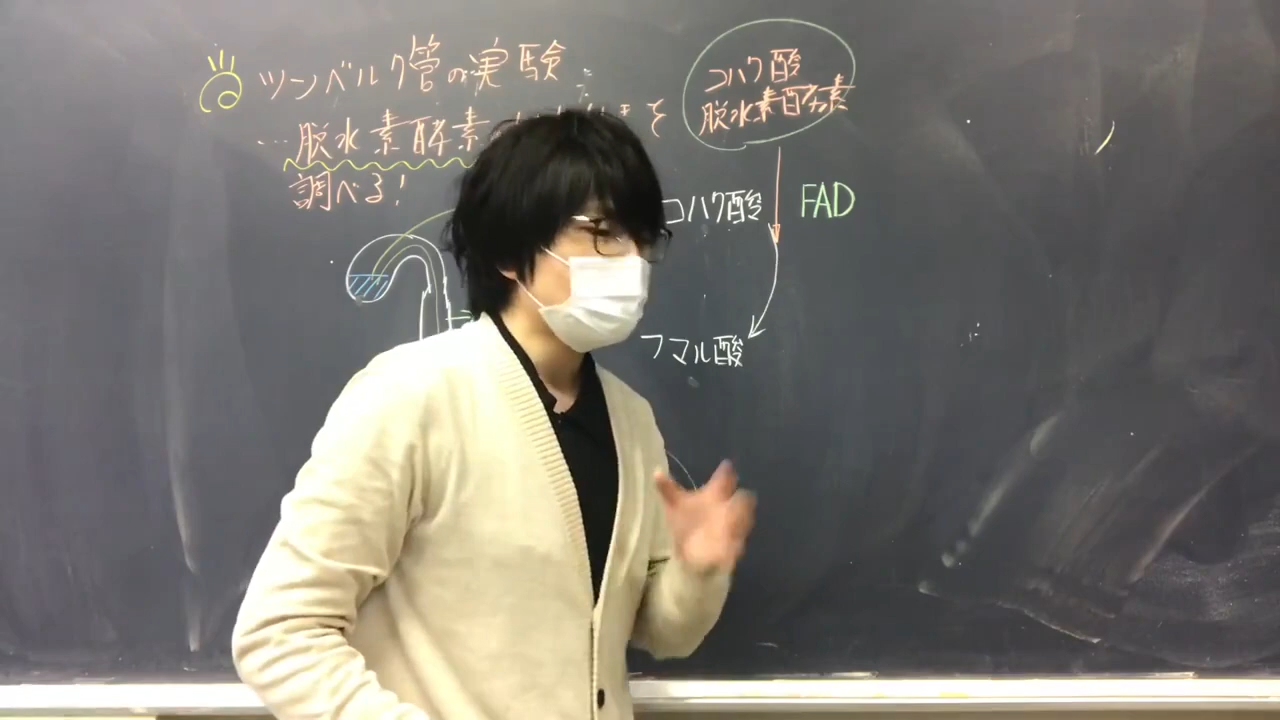 ツンベルク管の実験
…脱水素酵素 を
調べる!
コハク酸
脱水素酵素
コハク酸
FAD
フマル酸